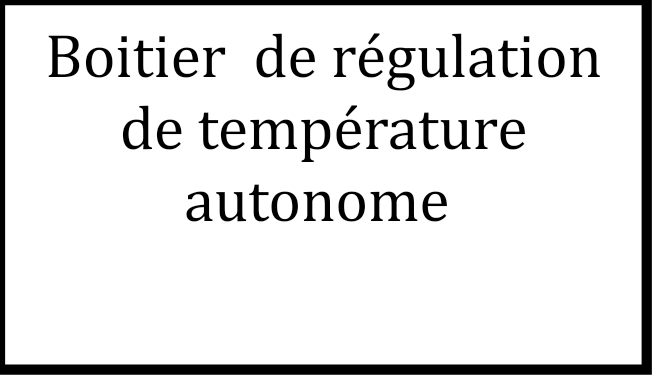 Boitier  de régulation
de température
autonome